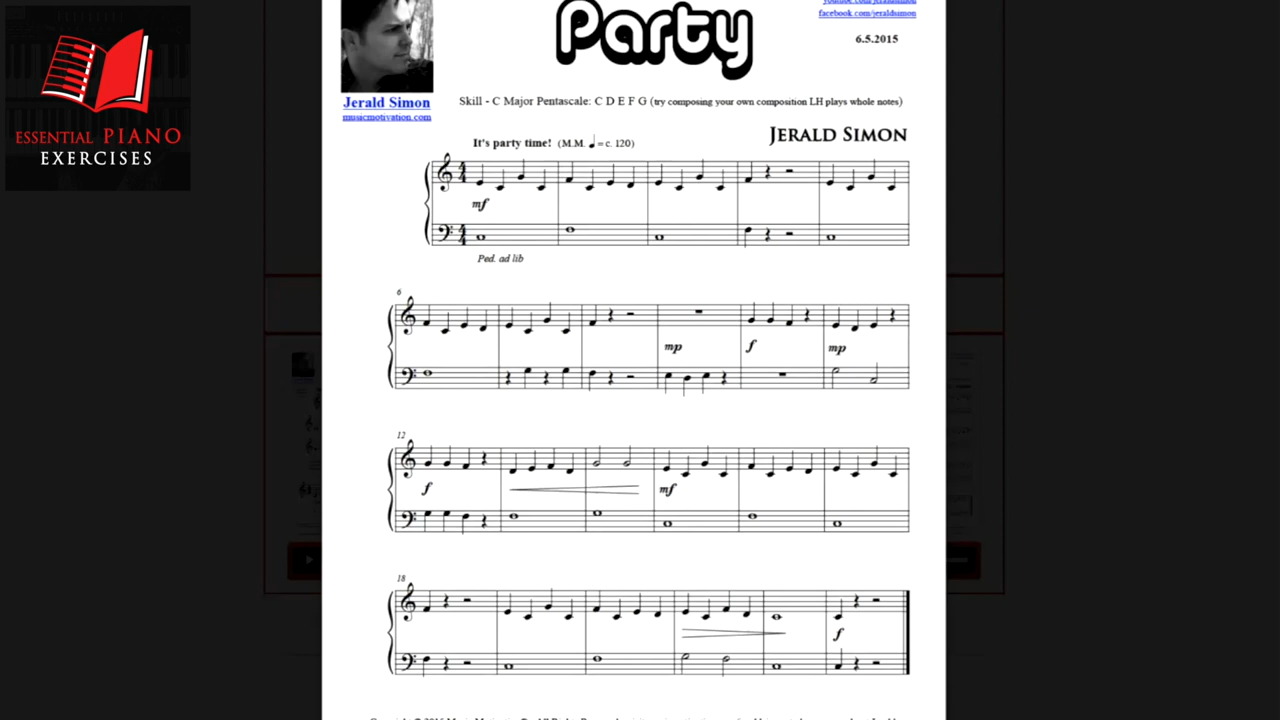 ESSENTIAL PIANO
EXERCISES
Party
youtube.com/jeraldsimon
facebook.com/jeraldsimon
6.5.2015
Jerald Simon
musicmotivation.com
Skill - C Major Pentascale: C D E F G (try composing your own composition LH plays whole notes)
JERALD SIMON
It's party time! (M.M. ♩ = c. 120)
mf
Ped. ad lib
6
mp
f
mp
12
f
mf
18
f